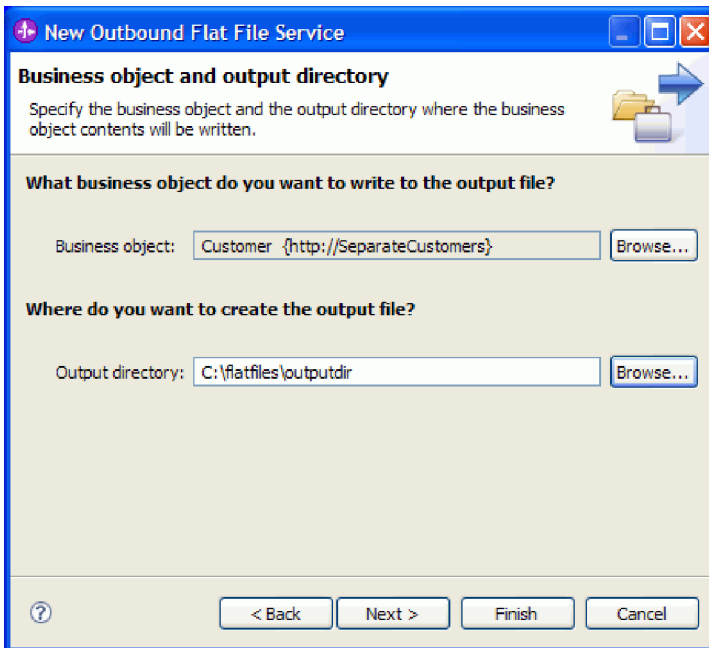 New Outbound Flat File Service
Business object and output directory
Specify the business object and the output directory where the business
object contents will be written.
What business object do you want to write to the output file?
Business object: Customer {http://SeparateCustomers} Browse...
Where do you want to create the output file?
Output directory: C:\flatfiles\outputdir Browse...
? < Back Next > Finish Cancel